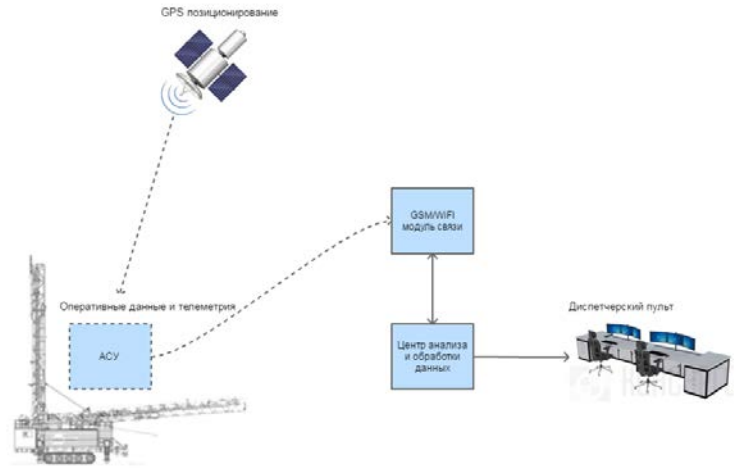 GPS позиционирование
GSM/WIFI
модуль связи
Оперативные данные и телеметрия
АСУ
Диспетчерский пульт
Центр анализа
и обработки
данных